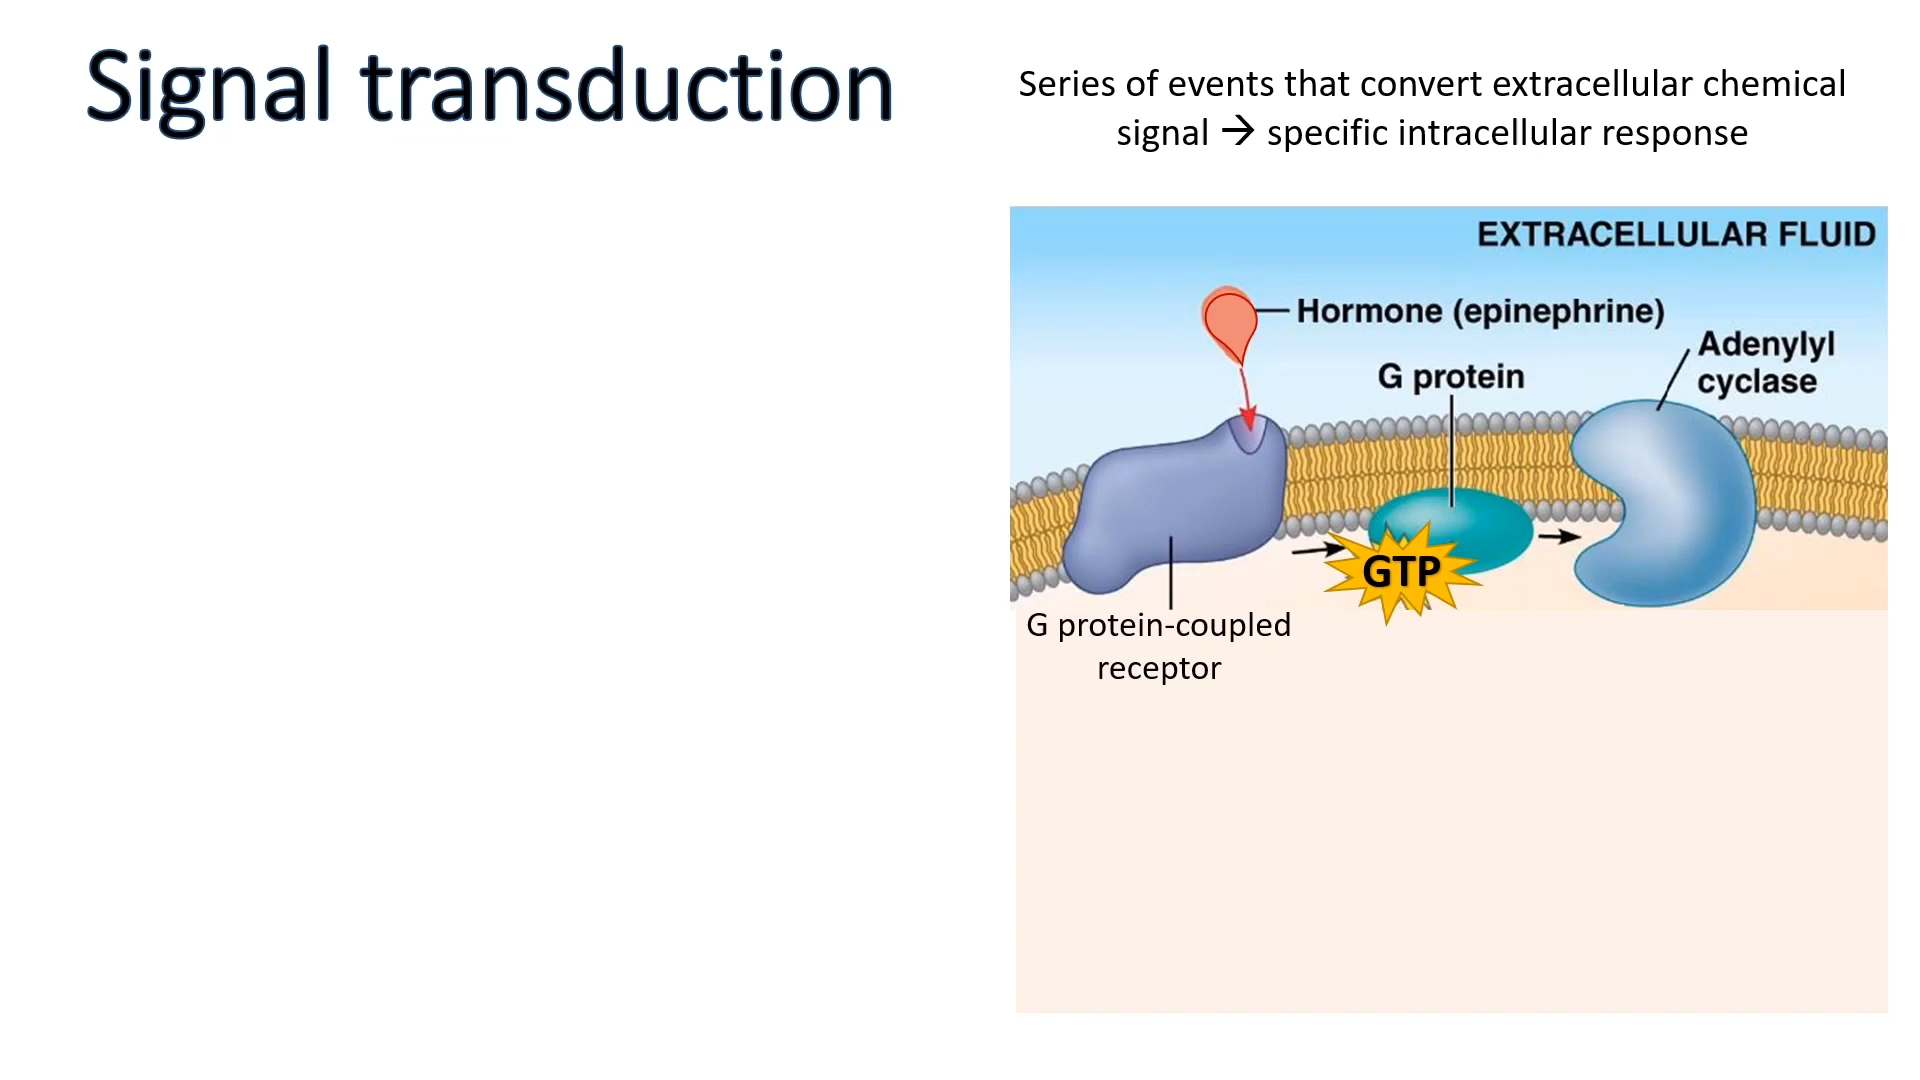 Signal transduction
Series of events that convert extracellular chemical
signal → specific intracellular response
EXTRACELLULAR FLUID
Hormone (epinephrine)
Adenylyl
cyclase
G protein
GTP
G protein-coupled
receptor